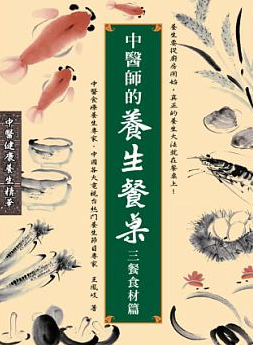 養生要從廚房開始,真正的養生大法就在餐桌上!
中醫師的
養生餐桌
三餐食材篇
中醫食療養生專家‧中國各大電視台熱門養生節目專家
王鳳岐 著
中醫健康養生精華